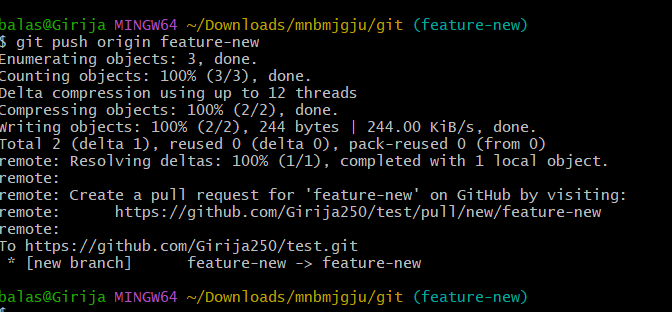 balas@Girija MINGW64 ~/Downloads/mnbmjgju/git (feature-new)
$ git push origin feature-new
Enumerating objects: 3, done.
Counting objects: 100% (3/3), done.
Delta compression using up to 12 threads
Compressing objects: 100% (2/2), done.
Writing objects: 100% (2/2), 244 bytes | 244.00 KiB/s, done.
Total 2 (delta 1), reused 0 (delta 0), pack-reused 0 (from 0)
remote: Resolving deltas: 100% (1/1), completed with 1 local object.
remote:
remote: Create a pull request for 'feature-new' on GitHub by visiting:
remote:      https://github.com/Girija250/test/pull/new/feature-new
remote:
To https://github.com/Girija250/test.git
 * [new branch]      feature-new -> feature-new
balas@Girija MINGW64 ~/Downloads/mnbmjgju/git (feature-new)
$